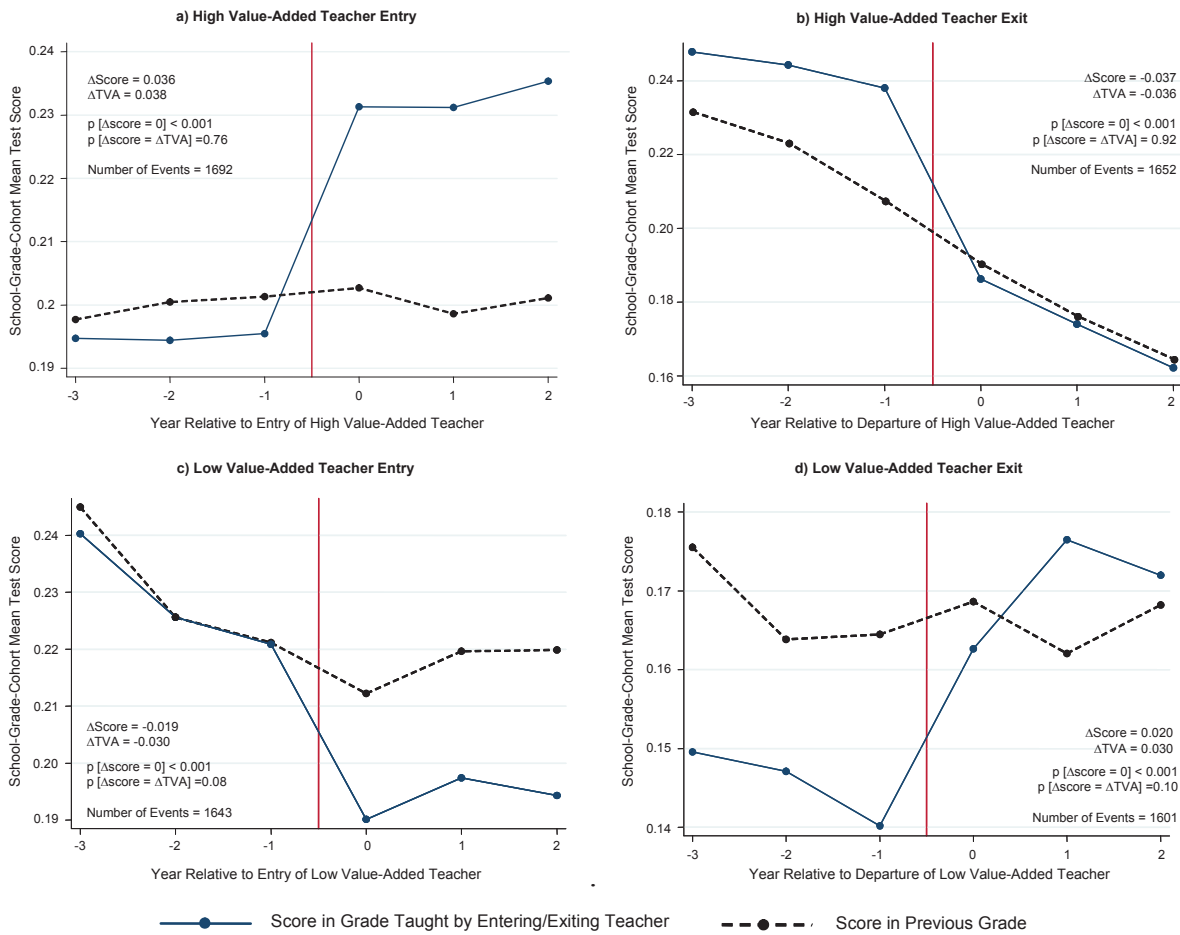 a) High Value-Added Teacher Entry
School-Grade-Cohort Mean Test Score
0.24
0.23
0.22
0.21
0.2
0.19
ΔScore = 0.036
ΔTVA = 0.038
p [Δscore = 0] < 0.001
p [Δscore = ΔTVA] =0.76
Number of Events = 1692
-3 -2 -1 0 1 2
Year Relative to Entry of High Value-Added Teacher
b) High Value-Added Teacher Exit
School-Grade-Cohort Mean Test Score
0.24
0.22
0.20
0.18
0.16
ΔScore = -0.037
ΔTVA = -0.036
p [Δscore = 0] < 0.001
p [Δscore = ΔTVA] = 0.92
Number of Events = 1652
-3 -2 -1 0 1 2
Year Relative to Departure of High Value-Added Teacher
c) Low Value-Added Teacher Entry
School-Grade-Cohort Mean Test Score
0.24
0.23
0.22
0.21
0.20
0.19
ΔScore = -0.019
ΔTVA = -0.030
p [Δscore = 0] < 0.001
p [Δscore = ΔTVA] =0.08
Number of Events = 1643
-3 -2 -1 0 1 2
Year Relative to Entry of Low Value-Added Teacher
d) Low Value-Added Teacher Exit
School-Grade-Cohort Mean Test Score
0.18
0.17
0.16
0.15
0.14
ΔScore = 0.020
ΔTVA = 0.030
p [Δscore = 0] < 0.001
p [Δscore = ΔTVA] =0.10
Number of Events = 1601
-3 -2 -1 0 1 2
Year Relative to Departure of Low Value-Added Teacher
Score in Grade Taught by Entering/Exiting Teacher
Score in Previous Grade